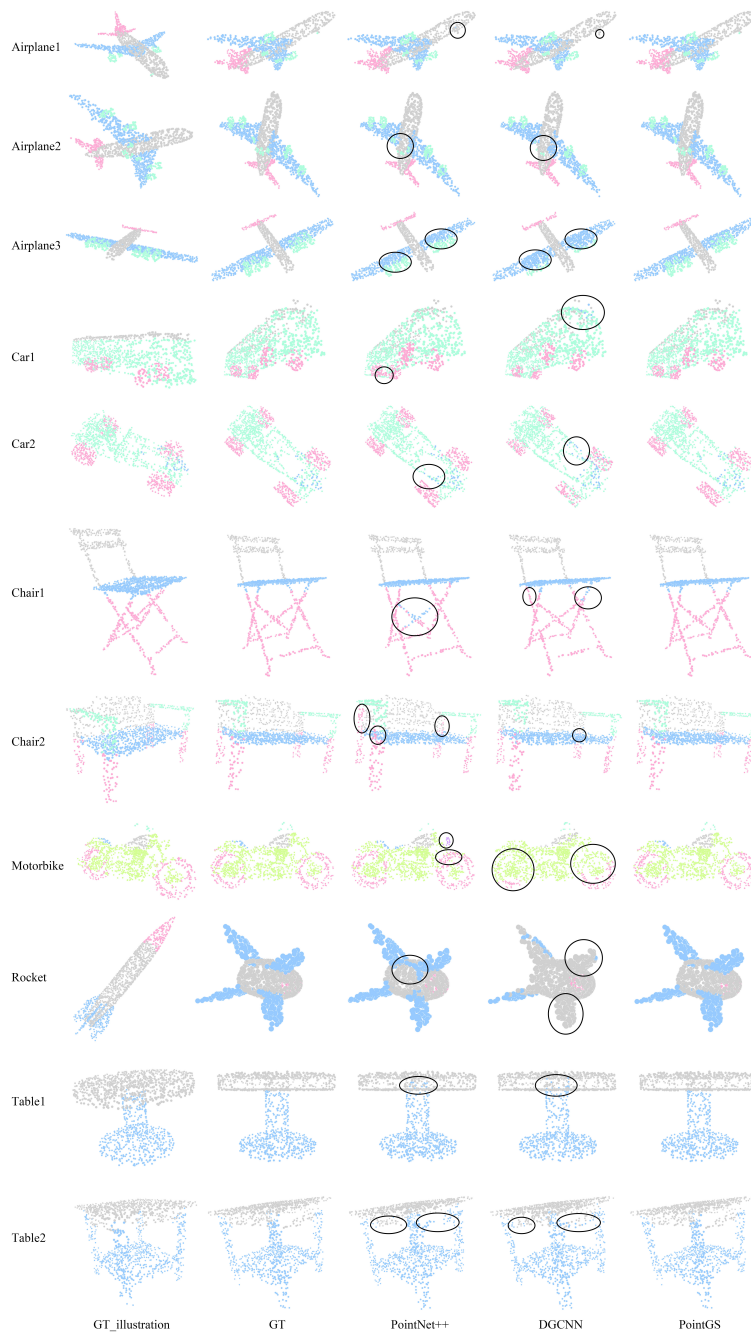 Airplane1
Airplane2
Airplane3
Car1
Car2
Chair1
Chair2
Motorbike
Rocket
Table1
Table2
GT_illustration GT PointNet++ DGCNN PointGS